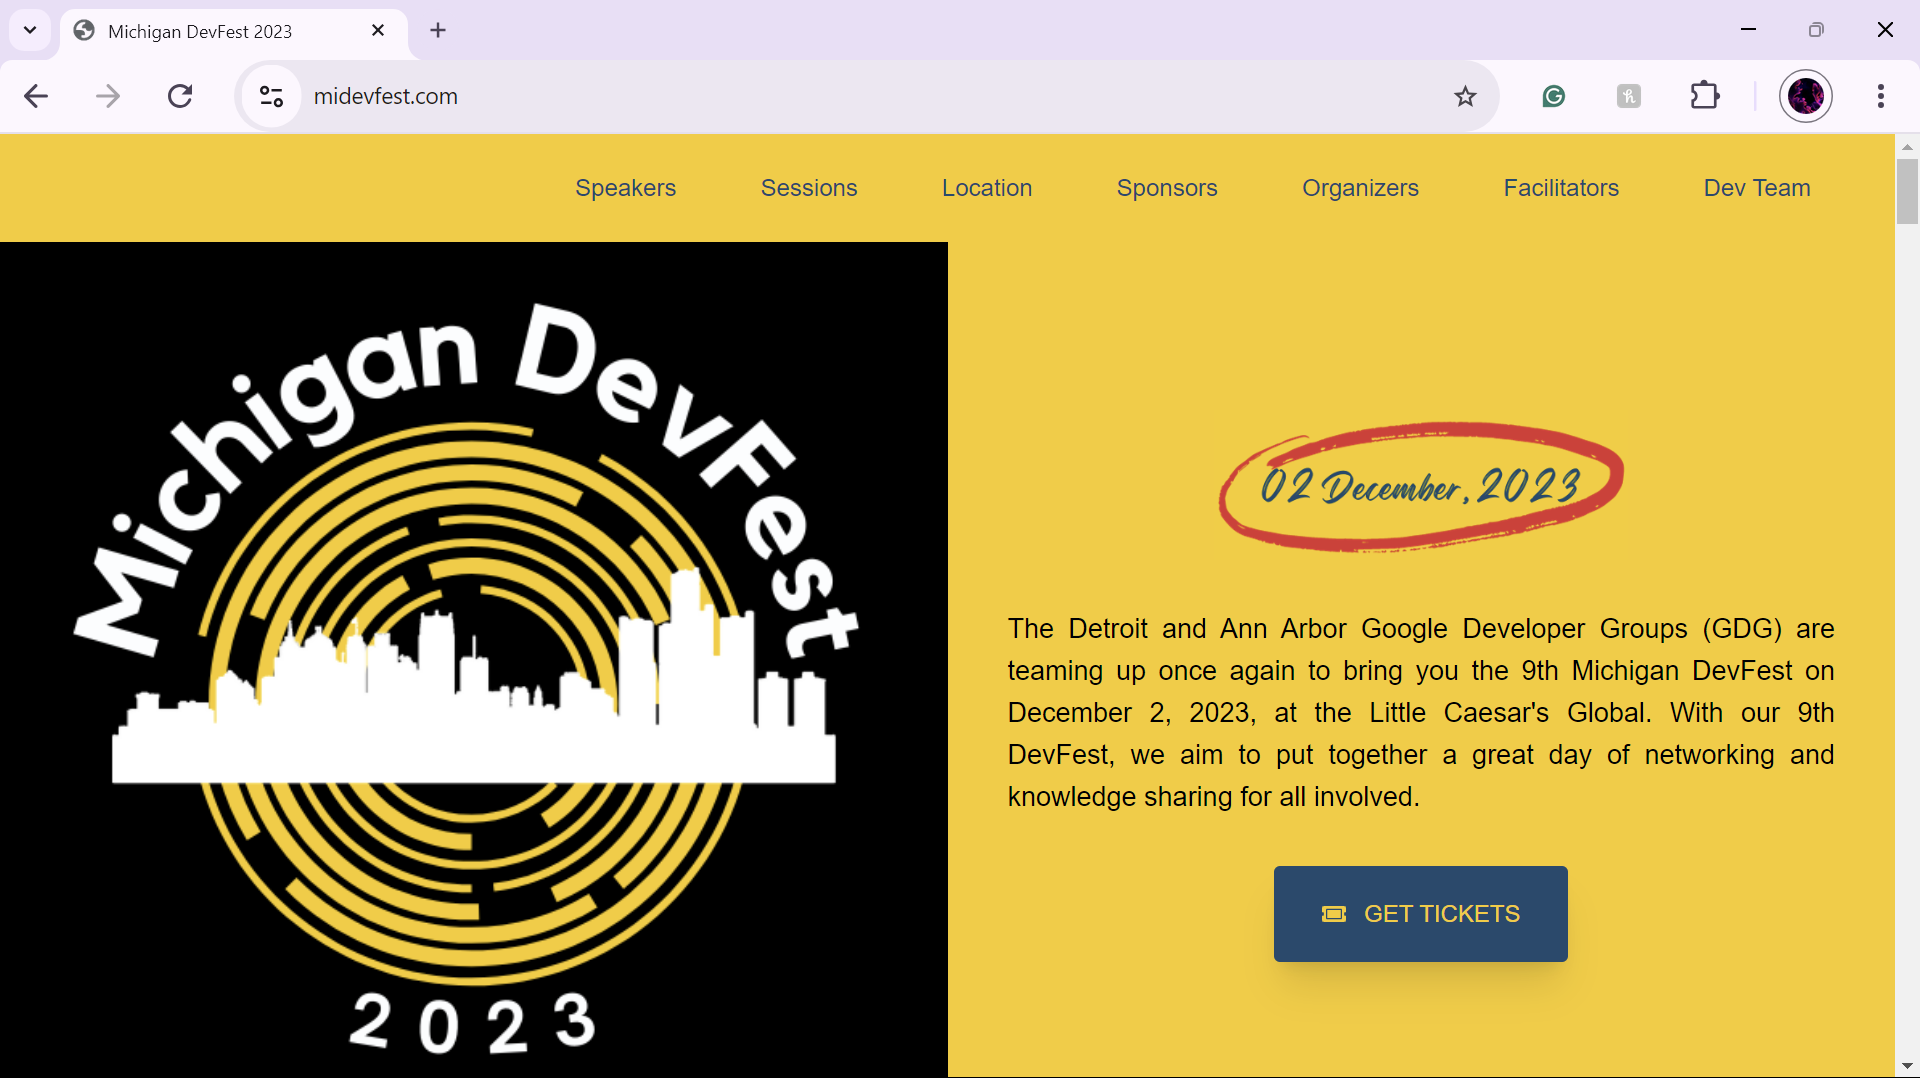 Michigan DevFest 2023
midevfest.com
Speakers Sessions Location Sponsors Organizers Facilitators Dev Team
Michigan DevFest
2023
02 December, 2023
The Detroit and Ann Arbor Google Developer Groups (GDG) are
teaming up once again to bring you the 9th Michigan DevFest on
December 2, 2023, at the Little Caesar's Global. With our 9th
DevFest, we aim to put together a great day of networking and
knowledge sharing for all involved.
GET TICKETS